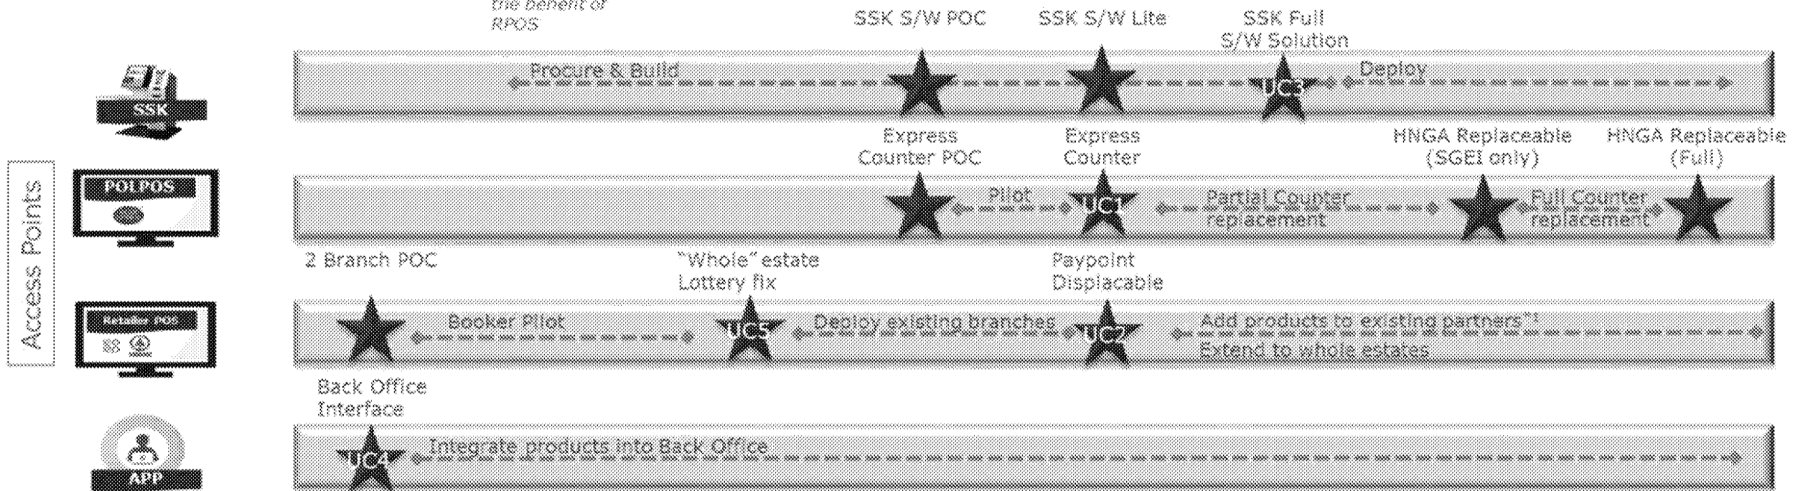 the benefit of
RPOS
SSK S/W POC
SSK S/W Lite
SSK Full
S/W Solution
SSK
Procure & Build
UC3
Deploy
Access Points
Express
Counter POC
Express
Counter
HNGA Replaceable
(SGEI only)
HNGA Replaceable
(Full)
POLPOS
Pilot
UC1
Partial Counter
replacement
Full Counter
replacement
2 Branch POC
"Whole" estate
Lottery fix
Paypoint
Displacable
Retailer POS
Booker Pilot
UC5
Deploy existing branches
UC2
Add products to existing partners"1
Extend to whole estates
Back Office
Interface
APP
UC4
Integrate products into Back Office